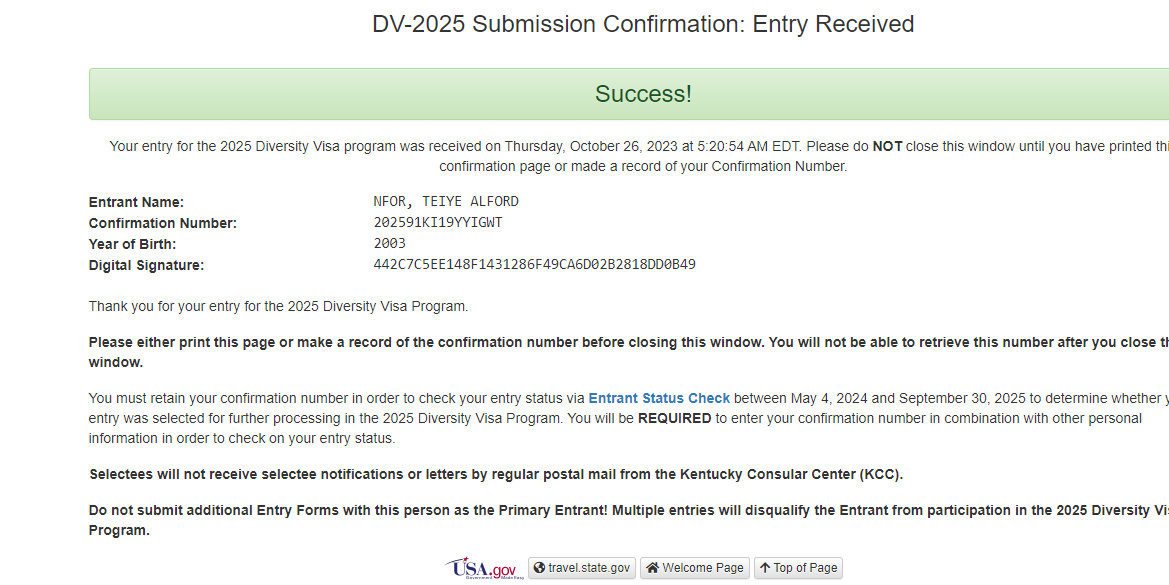 DV-2025 Submission Confirmation: Entry Received
Success!
Your entry for the 2025 Diversity Visa program was received on Thursday, October 26, 2023 at 5:20:54 AM EDT. Please do NOT close this window until you have printed thi
confirmation page or made a record of your Confirmation Number.
Entrant Name: NFOR, TEIYE ALFORD
Confirmation Number: 202591KI19YYIGWT
Year of Birth: 2003
Digital Signature: 442C7C5EE148F1431286F49CA6D02B2818DD0B49
Thank you for your entry for the 2025 Diversity Visa Program.
Please either print this page or make a record of the confirmation number before closing this window. You will not be able to retrieve this number after you close th
window.
You must retain your confirmation number in order to check your entry status via Entrant Status Check between May 4, 2024 and September 30, 2025 to determine whether y
entry was selected for further processing in the 2025 Diversity Visa Program. You will be REQUIRED to enter your confirmation number in combination with other personal
information in order to check on your entry status.
Selectees will not receive selectee notifications or letters by regular postal mail from the Kentucky Consular Center (KCC).
Do not submit additional Entry Forms with this person as the Primary Entrant! Multiple entries will disqualify the Entrant from participation in the 2025 Diversity Vis
Program.
USA.gov travel.state.gov Welcome Page Top of Page
Government Made Easy